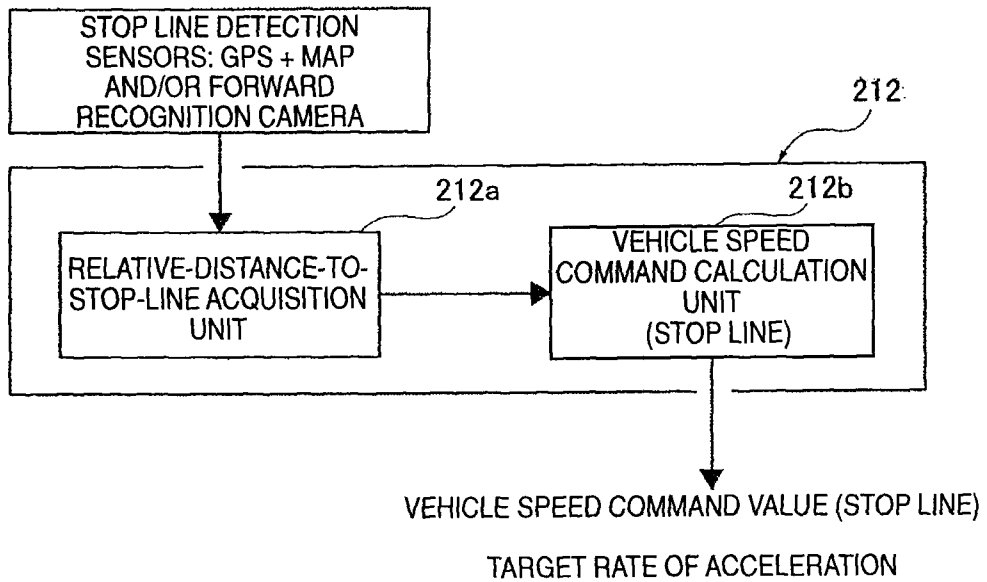 STOP LINE DETECTION
SENSORS: GPS + MAP
AND/OR FORWARD
RECOGNITION CAMERA
212
212a
212b
RELATIVE-DISTANCE-TO-
STOP-LINE ACQUISITION
UNIT
VEHICLE SPEED
COMMAND CALCULATION
UNIT
(STOP LINE)
VEHICLE SPEED COMMAND VALUE (STOP LINE)
TARGET RATE OF ACCELERATION